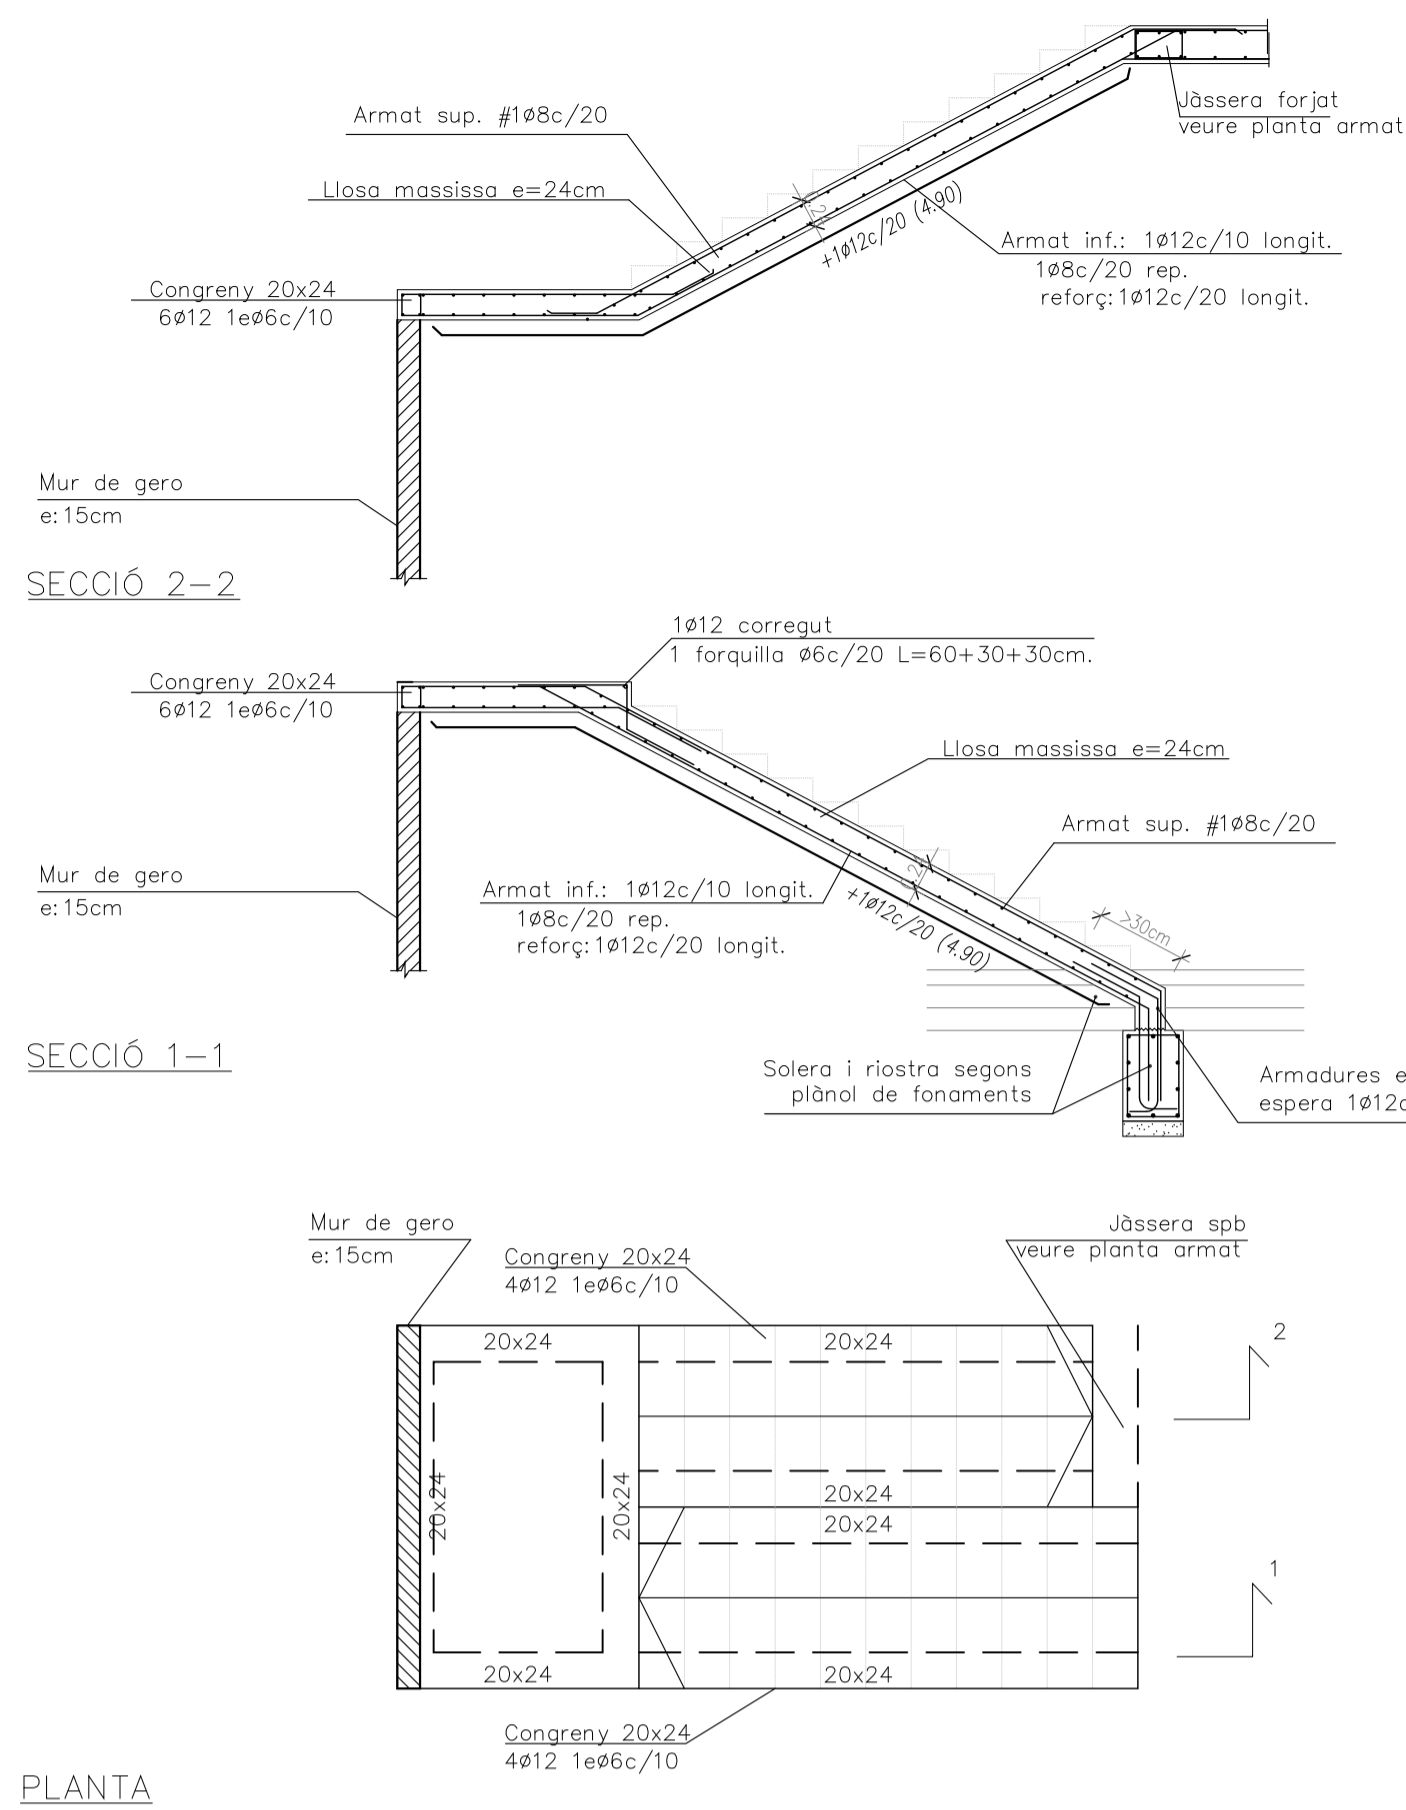 Armat sup. #1ø8c/20
Llosa massissa e=24cm
Congreny 20x24
6ø12 1eø6c/10
Jàssera forjat
veure planta armat
+1ø12c/20 (4.90)
Armat inf.: 1ø12c/10 longit.
1ø8c/20 rep.
reforç:1ø12c/20 longit.
Mur de gero
e:15cm
SECCIÓ 2-2
1ø12 corregut
1 forquilla ø6c/20 L=60+30+30cm.
Congreny 20x24
6ø12 1eø6c/10
Llosa massissa e=24cm
Armat sup. #1ø8c/20
Mur de gero
e:15cm
Armat inf.: 1ø12c/10 longit.
1ø8c/20 rep.
reforç:1ø12c/20 longit.
+1ø12c/20 (4.90)
>30cm
SECCIÓ 1-1
Solera i riostra segons
plànol de fonaments
Armadures
espera
Mur de gero
e:15cm
Congreny 20x24
4ø12 1eø6c/10
Jàssera spb
veure planta armat
20x24
20x24
2
20x24
20x24
20x24
20x24
1
20x24
20x24
Congreny 20x24
4ø12 1eø6c/10
PLANTA